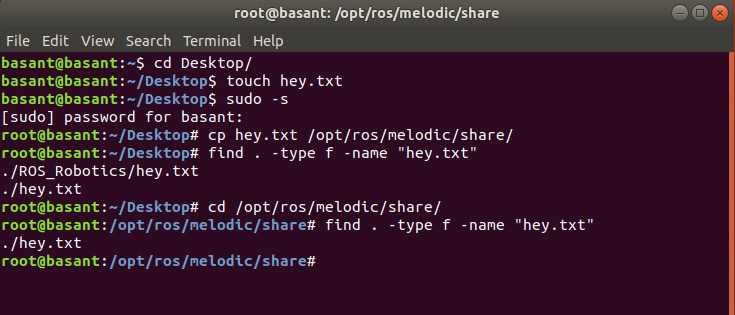 root@basant: /opt/ros/melodic/share
File Edit View Search Terminal Help
basant@basant:~$ cd Desktop/
basant@basant:~/Desktop$ touch hey.txt
basant@basant:~/Desktop$ sudo -s
[sudo] password for basant:
root@basant:~/Desktop# cp hey.txt /opt/ros/melodic/share/
root@basant:~/Desktop# find . -type f -name "hey.txt"
./ROS_Robotics/hey.txt
./hey.txt
root@basant:~/Desktop# cd /opt/ros/melodic/share/
root@basant:/opt/ros/melodic/share# find . -type f -name "hey.txt"
./hey.txt
root@basant:/opt/ros/melodic/share#